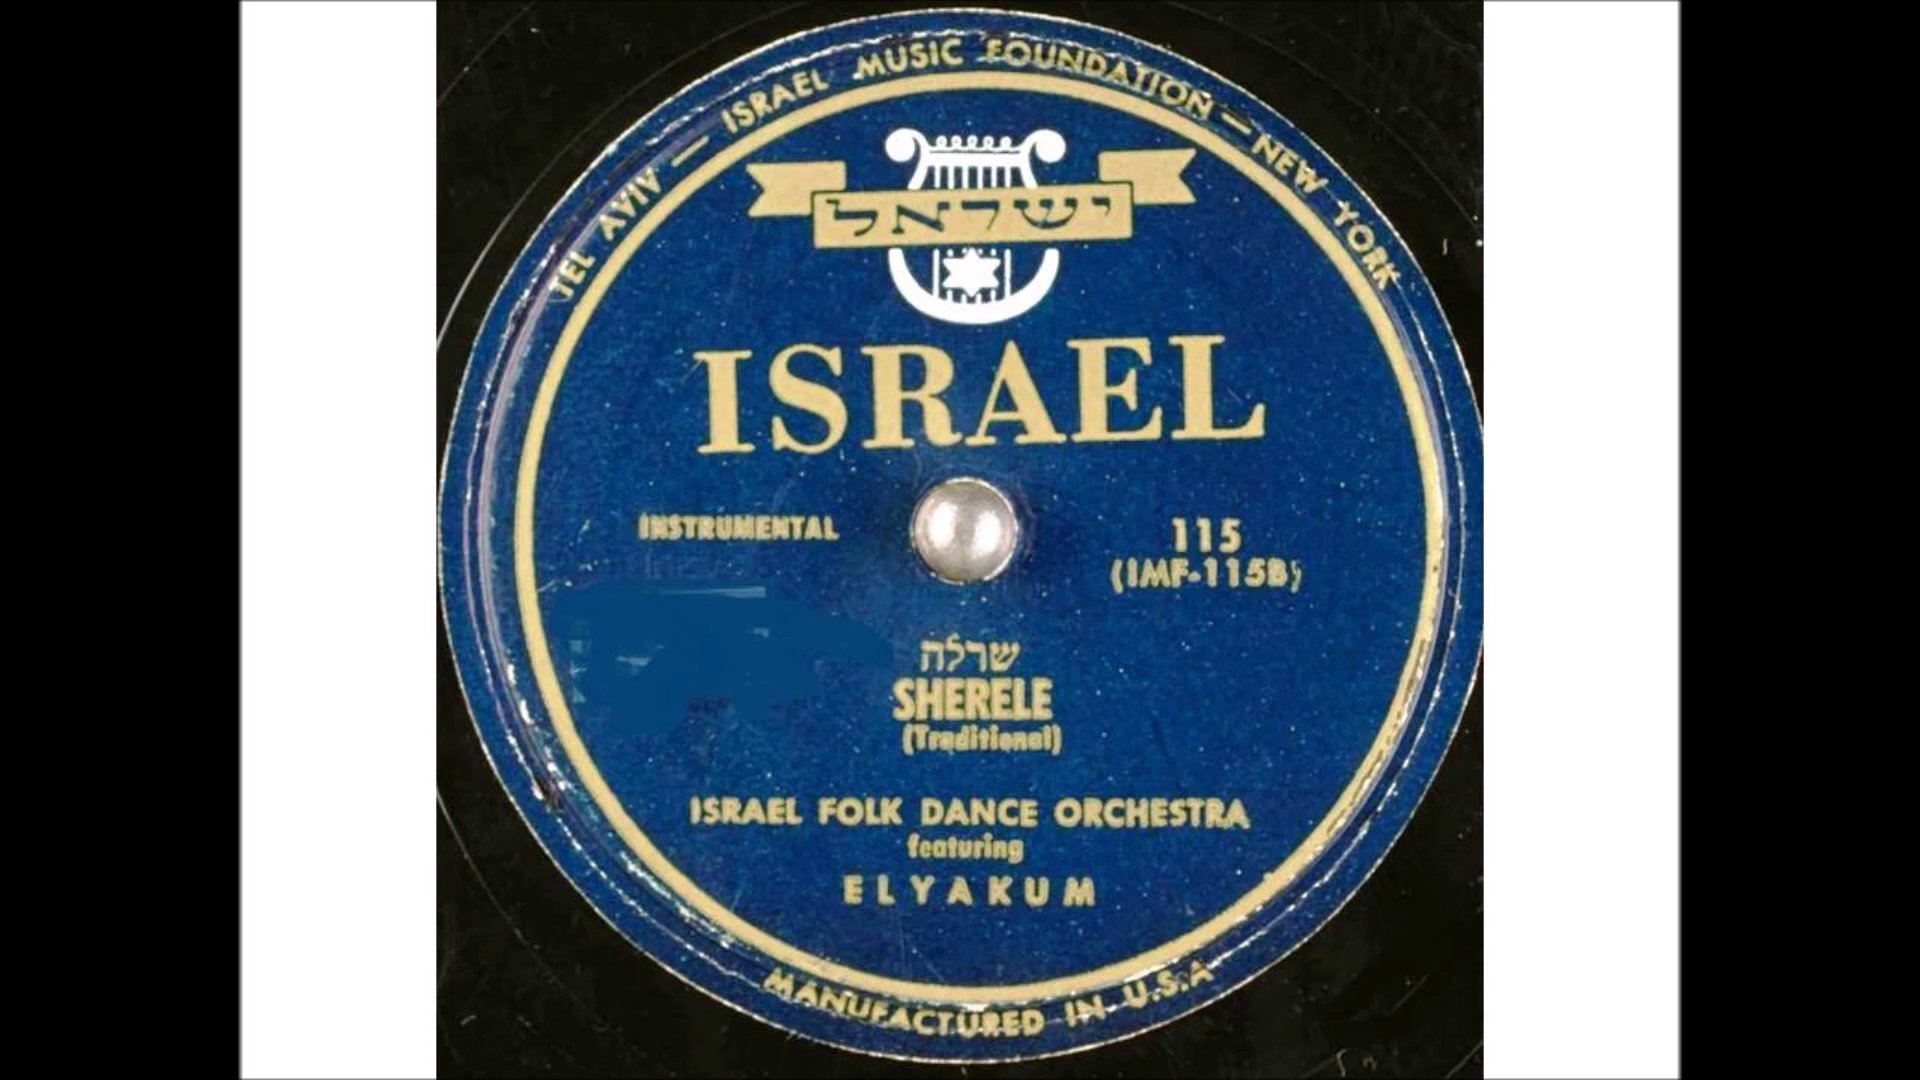 TEL AVIV — ISRAEL MUSIC FOUNDATION — NEW YORK
ישראל
ISRAEL
INSTRUMENTAL
115
(IMF-115B)
שרלה
SHERELE
(Traditional)
ISRAEL FOLK DANCE ORCHESTRA
featuring
ELYAKUM
MANUFACTURED IN U.S.A